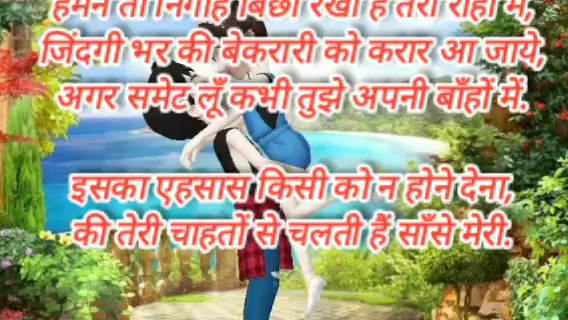 हमने तो निगाहें बिछा रखी हैं तेरी राहों में,
जिंदगी भर की बेकरारी को करार आ जाये,
अगर समेट लूँ कभी तुझे अपनी बाँहों में.
इसका एहसास किसी को न होने देना,
की तेरी चाहतों से चलती हैं साँसे मेरी.